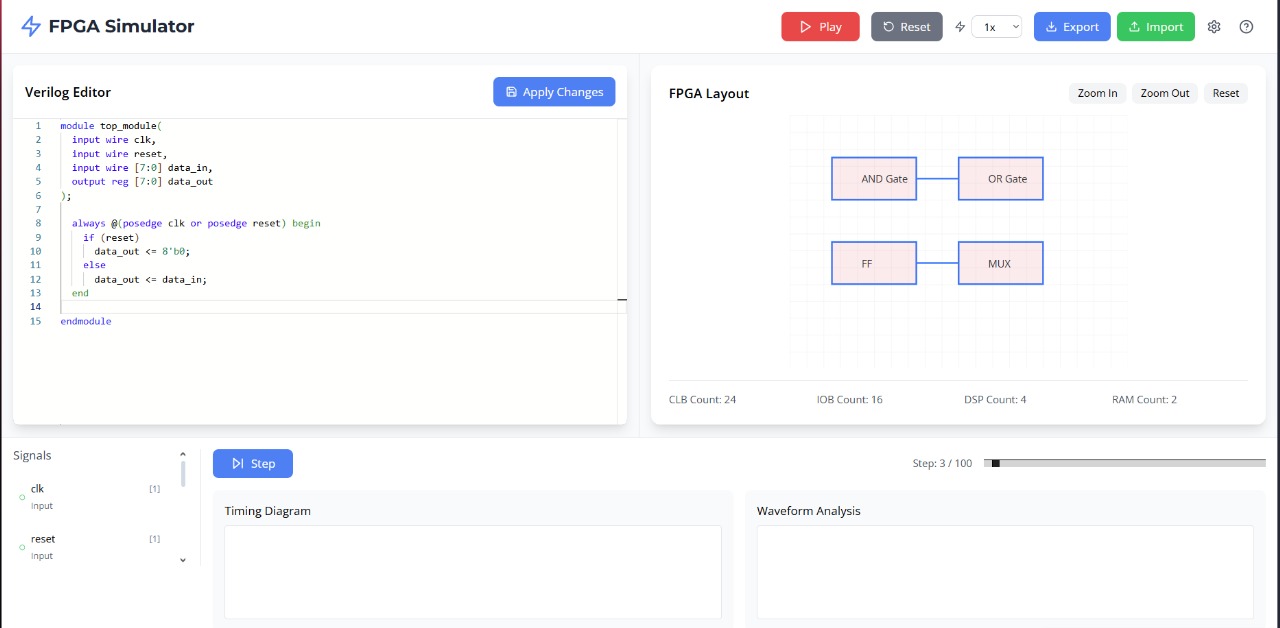 FPGA Simulator
Play
Reset
1x
Export
Import
Verilog Editor
Apply Changes
1 module top_module(
2   input wire clk,
3   input wire reset,
4   input wire [7:0] data_in,
5   output reg [7:0] data_out
6 );
7
8   always @(posedge clk or posedge reset) begin
9     if (reset)
10       data_out <= 8'b0;
11     else
12       data_out <= data_in;
13   end
14
15 endmodule
FPGA Layout
Zoom In
Zoom Out
Reset
AND Gate
OR Gate
FF
MUX
CLB Count: 24
IOB Count: 16
DSP Count: 4
RAM Count: 2
Signals
clk [1]
Input
reset [1]
Input
Step
Step: 3 / 100
Timing Diagram
Waveform Analysis